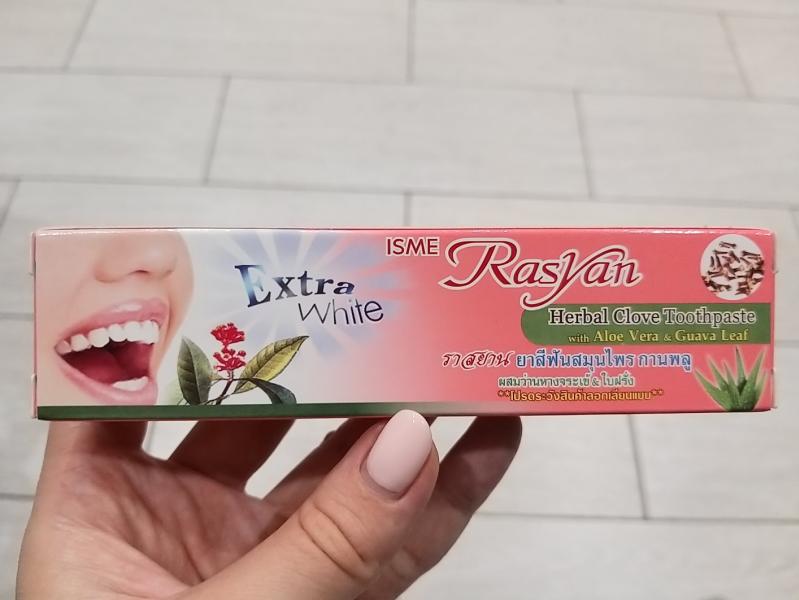 Extra
White
ISME Rasyan
Herbal Clove Toothpaste
with Aloe Vera & Guava Leaf
ราสยาน ยาสีฟันสมุนไพร กานพลู
ผสมว่านหางจระเข้ & ใบฝรั่ง
**โปรดระวังสินค้าลอกเลียนแบบ**